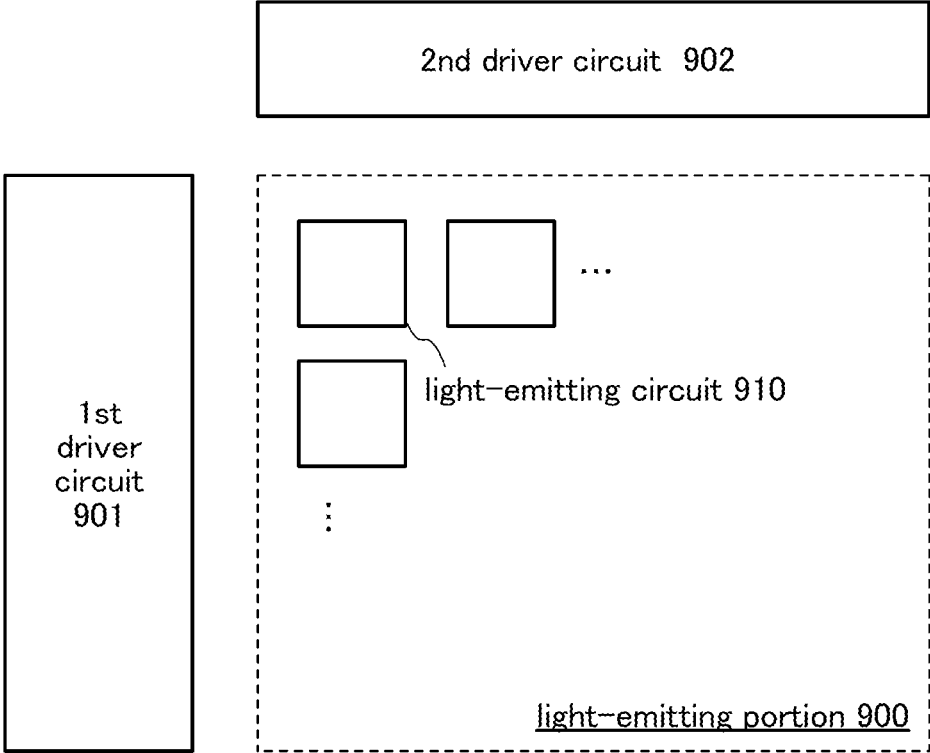 2nd driver circuit 902
...
light-emitting circuit 910
1st
driver
circuit
901
...
light-emitting portion 900